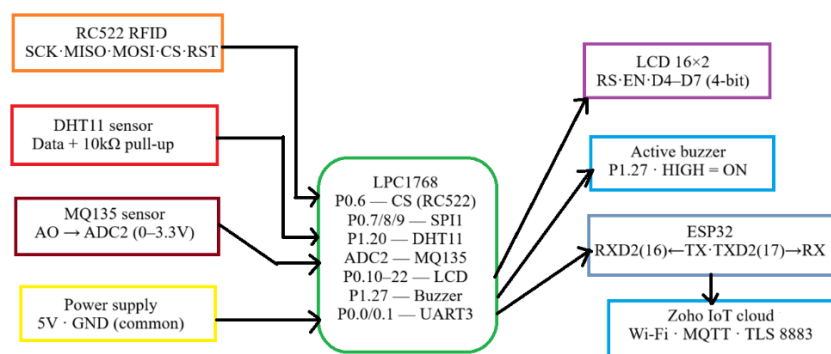 RC522 RFID
SCK·MISO·MOSI·CS·RST
DHT11 sensor
Data + 10kΩ pull-up
MQ135 sensor
AO → ADC2 (0–3.3V)
Power supply
5V · GND (common)
LPC1768
P0.6 — CS (RC522)
P0.7/8/9 — SPI1
P1.20 — DHT11
ADC2 — MQ135
P0.10–22 — LCD
P1.27 — Buzzer
P0.0/0.1 — UART3
LCD 16×2
RS·EN·D4–D7 (4-bit)
Active buzzer
P1.27 · HIGH = ON
ESP32
RXD2(16)←TX·TXD2(17)→RX
Zoho IoT cloud
Wi-Fi · MQTT · TLS 8883